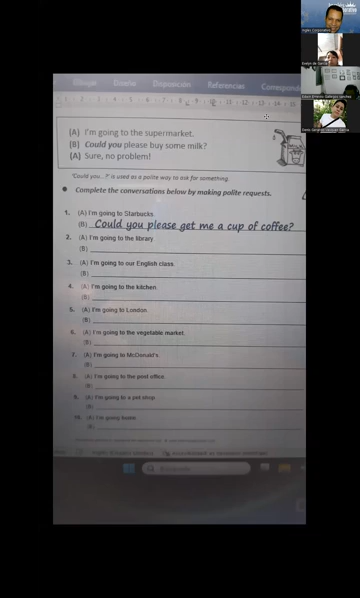 Dibujar Diseño Disposición Referencias Correspond
(A) I'm going to the supermarket.
(B) Could you please buy some milk?
(A) Sure, no problem!
'Could you...?' is used as a polite way to ask for something.
Complete the conversations below by making polite requests.
1. (A) I'm going to Starbucks.
(B) Could you please get me a cup of coffee?
2. (A) I'm going to the library.
(B)
3. (A) I'm going to our English class.
(B)
4. (A) I'm going to the kitchen.
(B)
5. (A) I'm going to London.
(B)
6. (A) I'm going to the vegetable market.
(B)
7. (A) I'm going to McDonald's.
(B)
8. (A) I'm going to the post office.
(B)
9. (A) I'm going to a pet shop.
(B)
10. (A) I'm going home.
(B)
Búsqueda